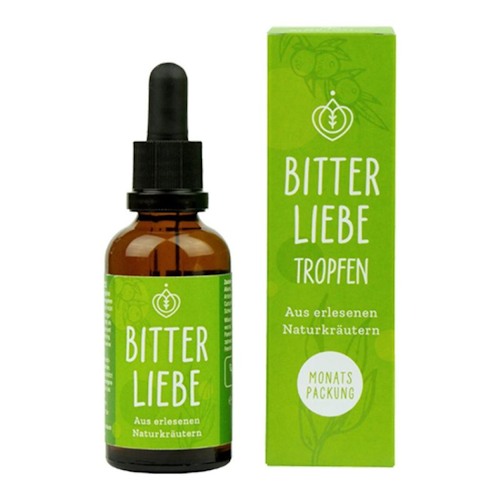 BITTER
LIEBE
Aus erlesenen
Naturkräutern
BITTER
LIEBE
TROPFEN
Aus erlesenen
Naturkräutern
MONATS
PACKUNG